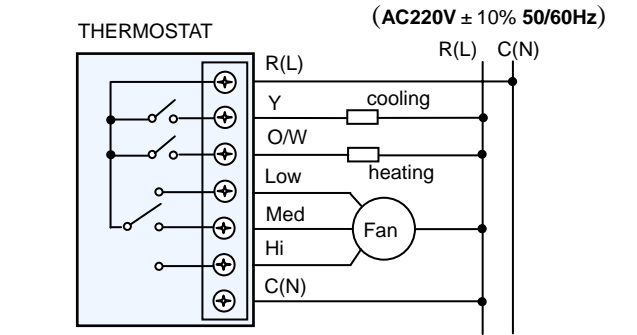 (AC220V ± 10% 50/60Hz)
THERMOSTAT
R(L) C(N)
R(L)
Y
cooling
O/W
heating
Low
Med
Fan
Hi
C(N)